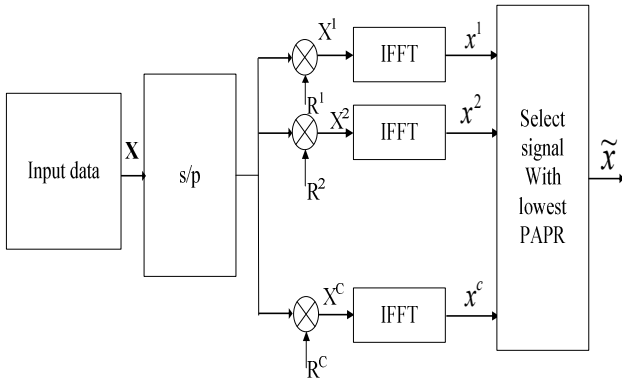 Input data
X
s/p
X¹
R¹
IFFT
x¹
X²
R²
IFFT
x²
X^C
R^C
IFFT
x^c
Select
signal
With
lowest
PAPR
x̃